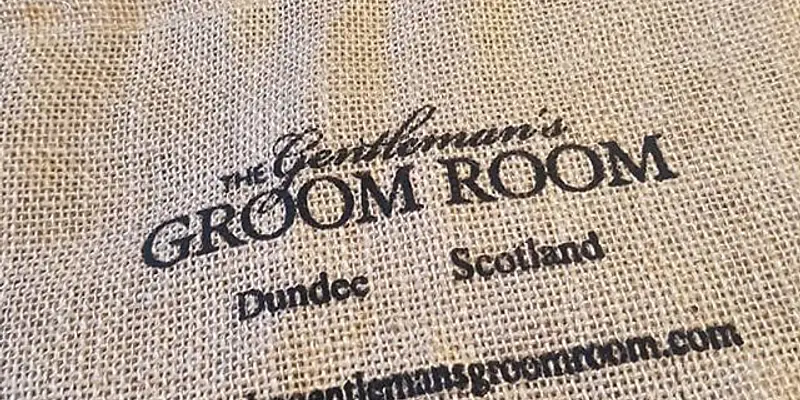 THE Gentleman's
GROOM ROOM
Dundee Scotland
gentlemansgroomroom.com